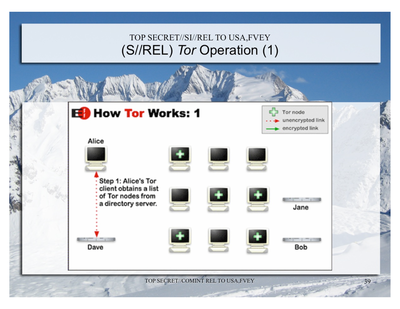 TOP SECRET//SI//REL TO USA,FVEY
(S//REL) Tor Operation (1)
How Tor Works: 1
Tor node
unencrypted link
encrypted link
Alice
Step 1: Alice's Tor
client obtains a list
of Tor nodes from
a directory server.
Jane
Dave
Bob
TOP SECRET//COMINT REL TO USA,FVEY
39